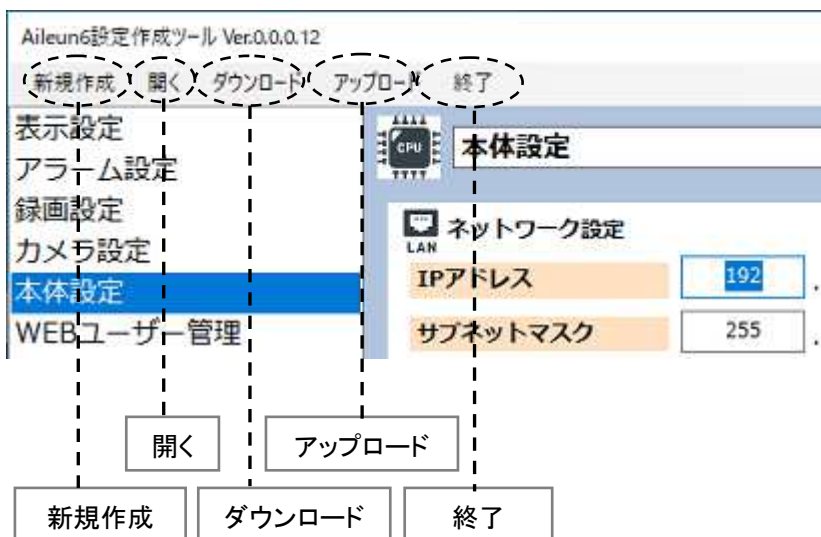 Aileun6設定作成ツール Ver.0.0.0.12
新規作成 開く ダウンロード アップロード 終了
表示設定
アラーム設定
録画設定
カメラ設定
本体設定
WEBユーザー管理
CPU 本体設定
LAN ネットワーク設定
IPアドレス 192 .
サブネットマスク 255 .
開く アップロード
新規作成 ダウンロード 終了